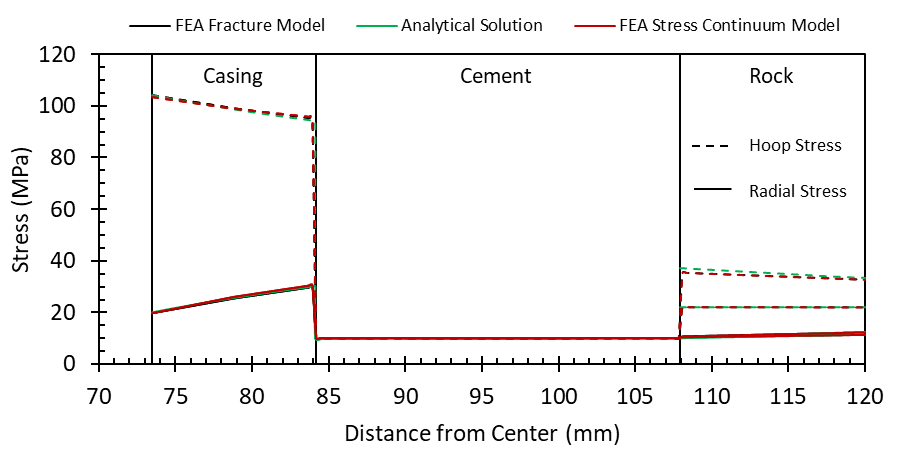 FEA Fracture Model Analytical Solution FEA Stress Continuum Model
120
Casing Cement Rock
100
80
60
40
20
0
Hoop Stress
Radial Stress
Stress (MPa)
70 75 80 85 90 95 100 105 110 115 120
Distance from Center (mm)